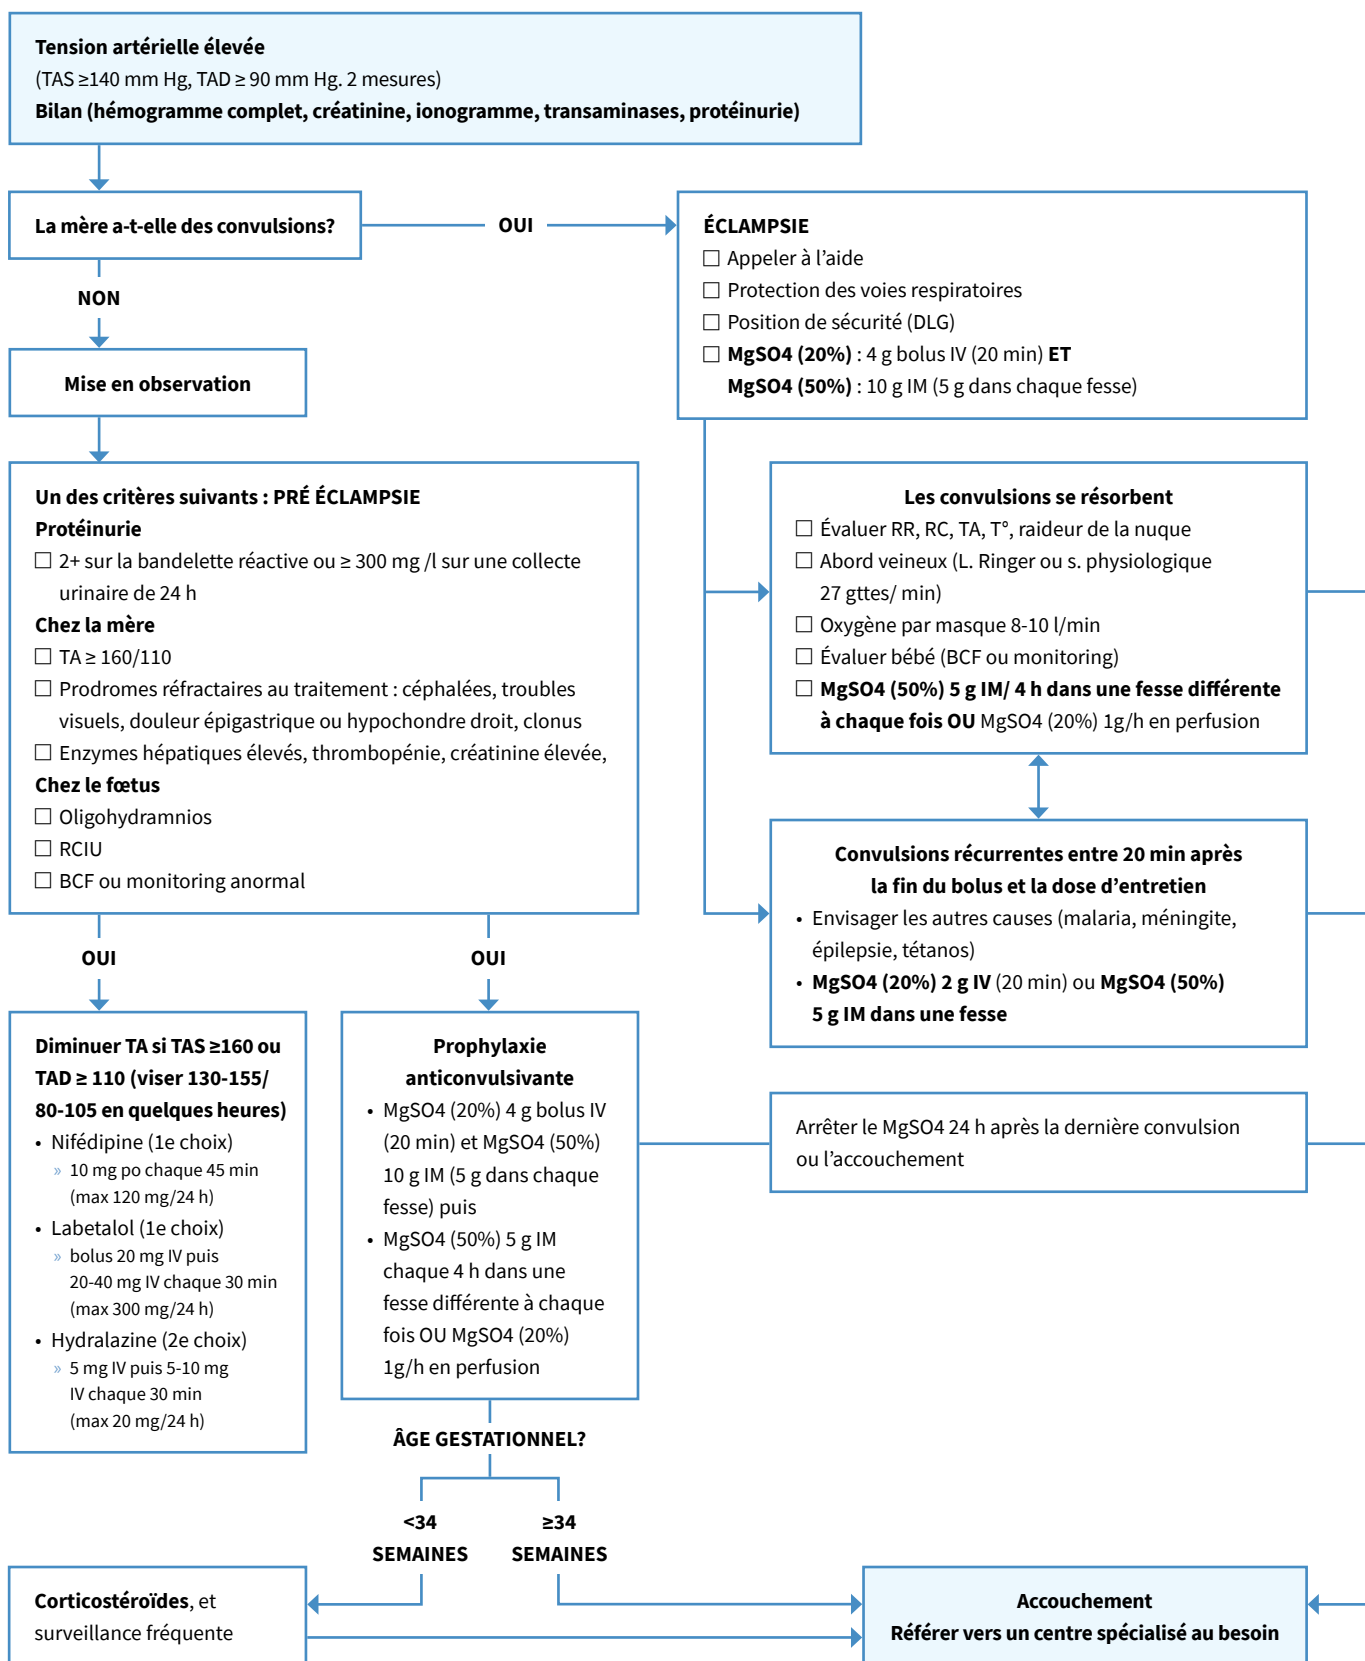 Tension artérielle élevée
(TAS ≥140 mm Hg, TAD ≥ 90 mm Hg. 2 mesures)
Bilan (hémogramme complet, créatinine, ionogramme, transaminases, protéinurie)
La mère a-t-elle des convulsions?
OUI
NON
Mise en observation
ÉCLAMPSIE
☐ Appeler à l’aide
☐ Protection des voies respiratoires
☐ Position de sécurité (DLG)
☐ MgSO4 (20%) : 4 g bolus IV (20 min) ET
MgSO4 (50%) : 10 g IM (5 g dans chaque fesse)
Un des critères suivants : PRÉ ÉCLAMPSIE
Protéinurie
☐ 2+ sur la bandelette réactive ou ≥ 300 mg /l sur une collecte
urinaire de 24 h
Chez la mère
☐ TA ≥ 160/110
☐ Prodromes réfractaires au traitement : céphalées, troubles
visuels, douleur épigastrique ou hypochondre droit, clonus
☐ Enzymes hépatiques élevés, thrombopénie, créatinine élevée,
Chez le fœtus
☐ Oligohydramnios
☐ RCIU
☐ BCF ou monitoring anormal
Les convulsions se résorbent
☐ Évaluer RR, RC, TA, T°, raideur de la nuque
☐ Abord veineux (L. Ringer ou s. physiologique
27 gttes/ min)
☐ Oxygène par masque 8-10 l/min
☐ Évaluer bébé (BCF ou monitoring)
☐ MgSO4 (50%) 5 g IM/ 4 h dans une fesse différente
à chaque fois OU MgSO4 (20%) 1g/h en perfusion
Convulsions récurrentes entre 20 min après
la fin du bolus et la dose d’entretien
• Envisager les autres causes (malaria, méningite,
épilepsie, tétanos)
• MgSO4 (20%) 2 g IV (20 min) ou MgSO4 (50%)
5 g IM dans une fesse
OUI
OUI
Diminuer TA si TAS ≥160 ou
TAD ≥ 110 (viser 130-155/
80-105 en quelques heures)
• Nifédipine (1e choix)
» 10 mg po chaque 45 min
(max 120 mg/24 h)
• Labetalol (1e choix)
» bolus 20 mg IV puis
20-40 mg IV chaque 30 min
(max 300 mg/24 h)
• Hydralazine (2e choix)
» 5 mg IV puis 5-10 mg
IV chaque 30 min
(max 20 mg/24 h)
Prophylaxie
anticonvulsivante
• MgSO4 (20%) 4 g bolus IV
(20 min) et MgSO4 (50%)
10 g IM (5 g dans chaque
fesse) puis
• MgSO4 (50%) 5 g IM
chaque 4 h dans une
fesse différente à chaque
fois OU MgSO4 (20%)
1g/h en perfusion
Arrêter le MgSO4 24 h après la dernière convulsion
ou l’accouchement
ÂGE GESTATIONNEL?
<34
SEMAINES
≥34
SEMAINES
Corticostéroïdes, et
surveillance fréquente
Accouchement
Référer vers un centre spécialisé au besoin